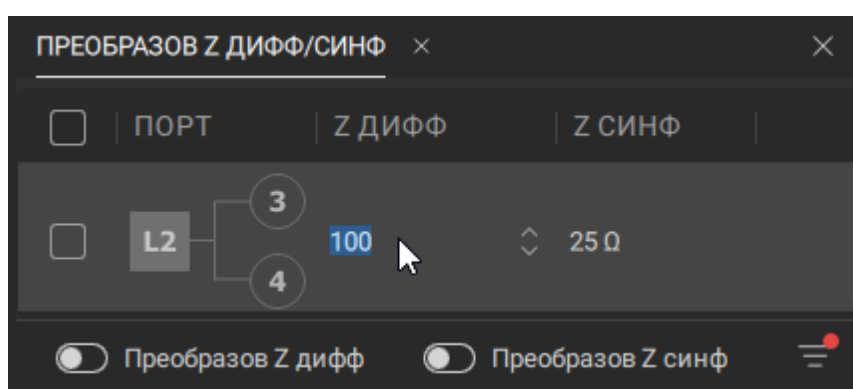 ПРЕОБРАЗОВ Z ДИФФ/СИНФ
ПОРТ Z ДИФФ Z СИНФ
3
L2 100 25 Ω
4
Преобразов Z дифф Преобразов Z синф